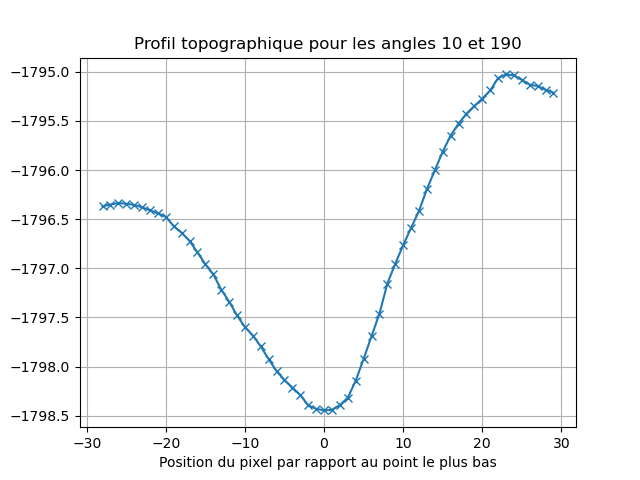 Profil topographique pour les angles 10 et 190
−1795.0
−1795.5
−1796.0
−1796.5
−1797.0
−1797.5
−1798.0
−1798.5
−30 −20 −10 0 10 20 30
Position du pixel par rapport au point le plus bas